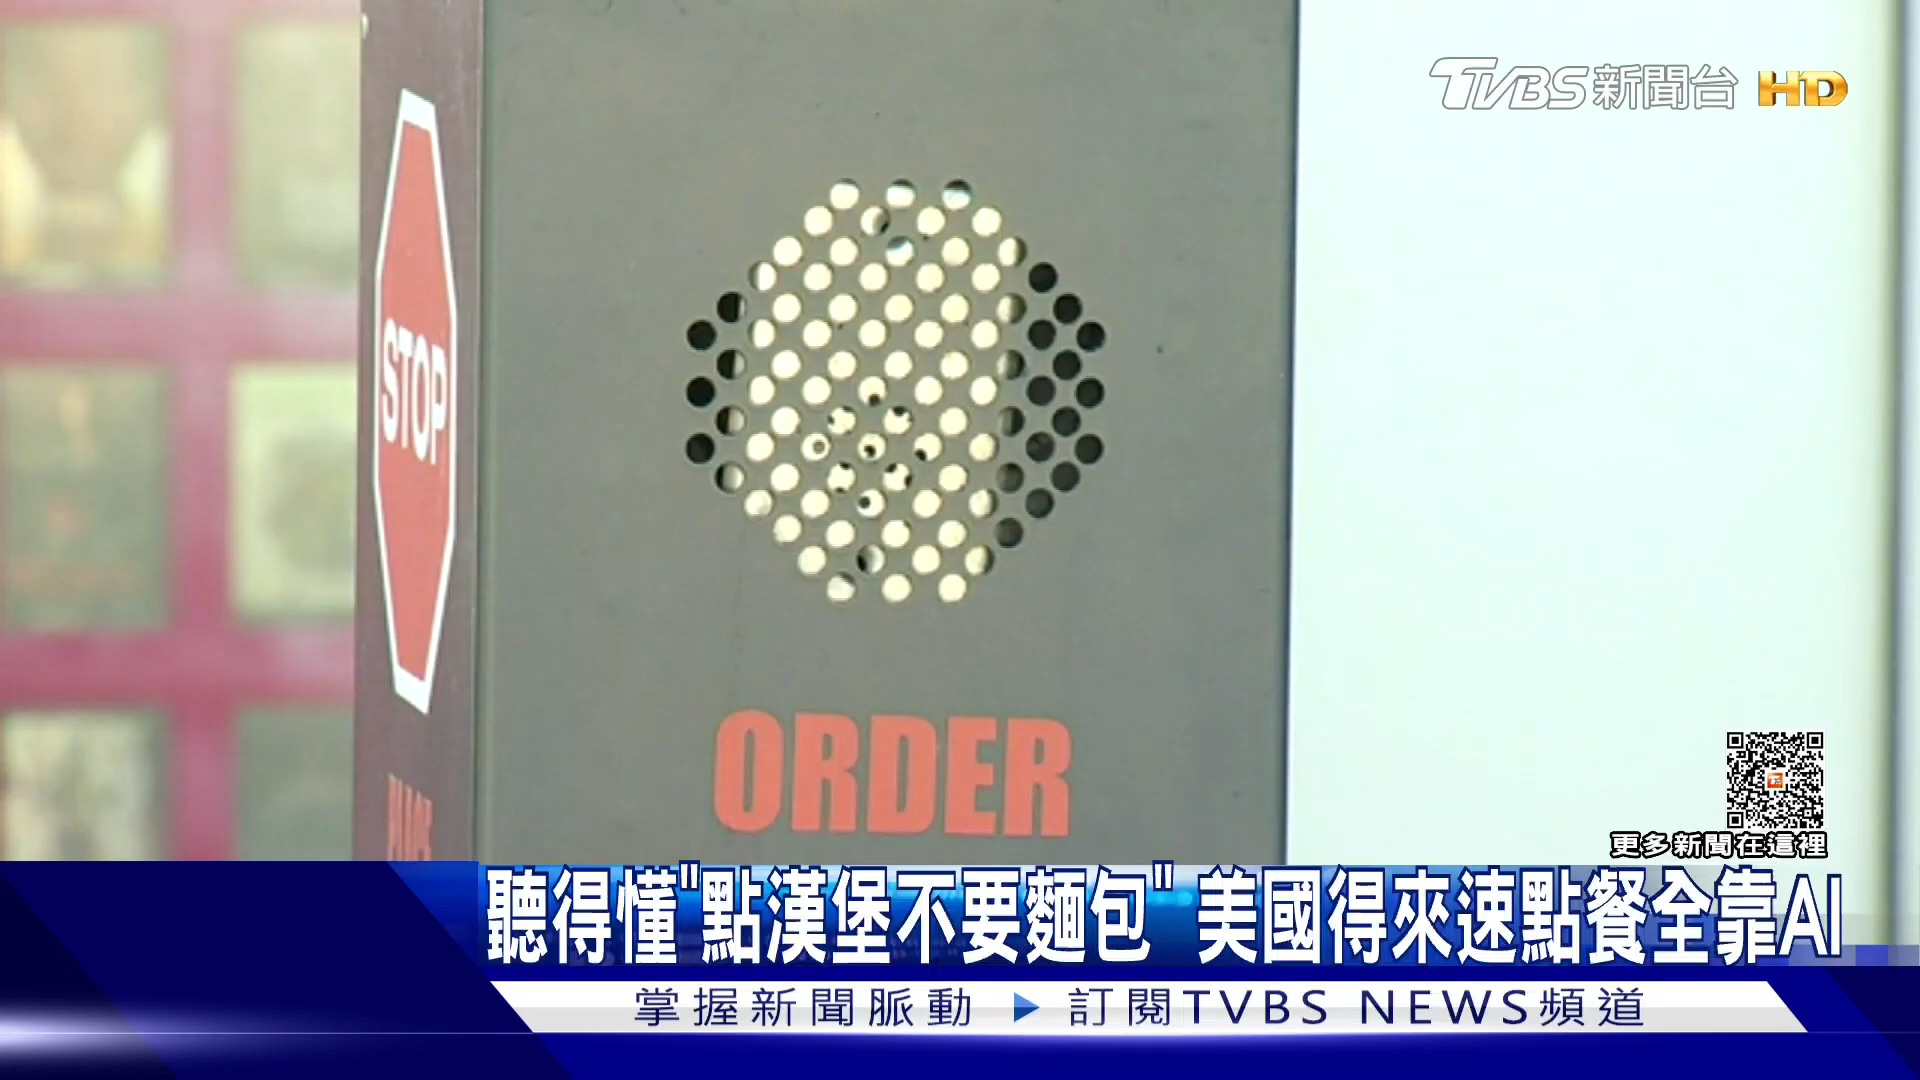 TVBS新聞台 HD
STOP
ORDER
更多新聞在這裡
聽得懂"點漢堡不要麵包" 美國得來速點餐全靠AI
掌握新聞脈動 ▶ 訂閱TVBS NEWS頻道